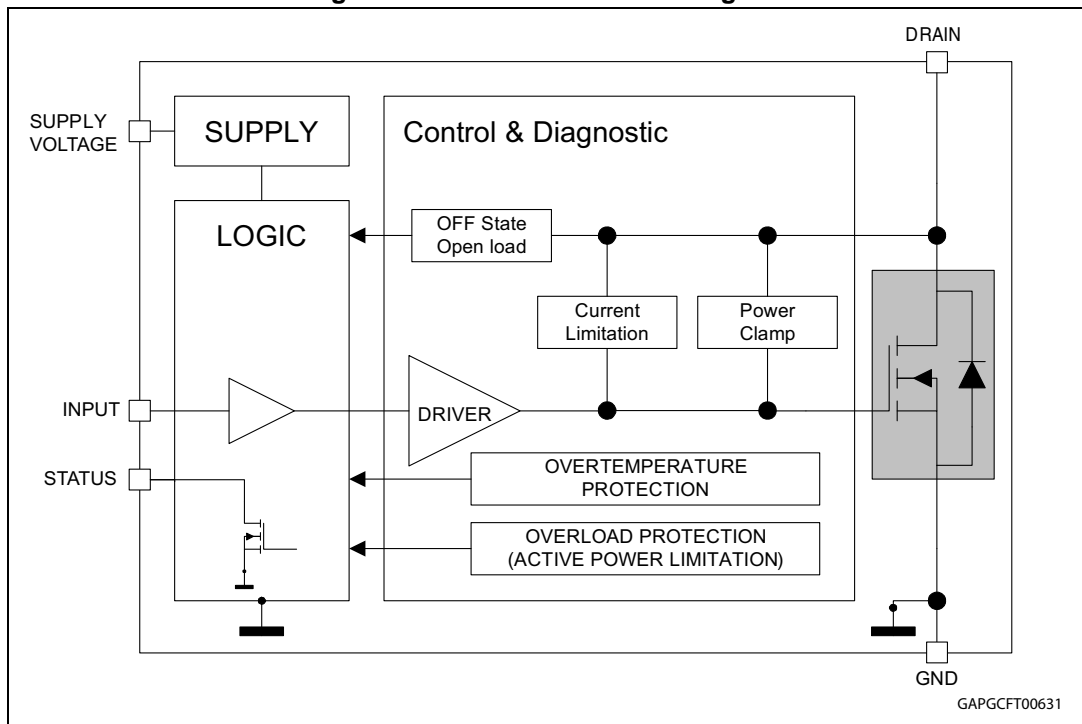 DRAIN
SUPPLY
VOLTAGE
SUPPLY
Control & Diagnostic
LOGIC
OFF State
Open load
Current
Limitation
Power
Clamp
INPUT
DRIVER
STATUS
OVERTEMPERATURE
PROTECTION
OVERLOAD PROTECTION
(ACTIVE POWER LIMITATION)
GND
GAPGCFT00631